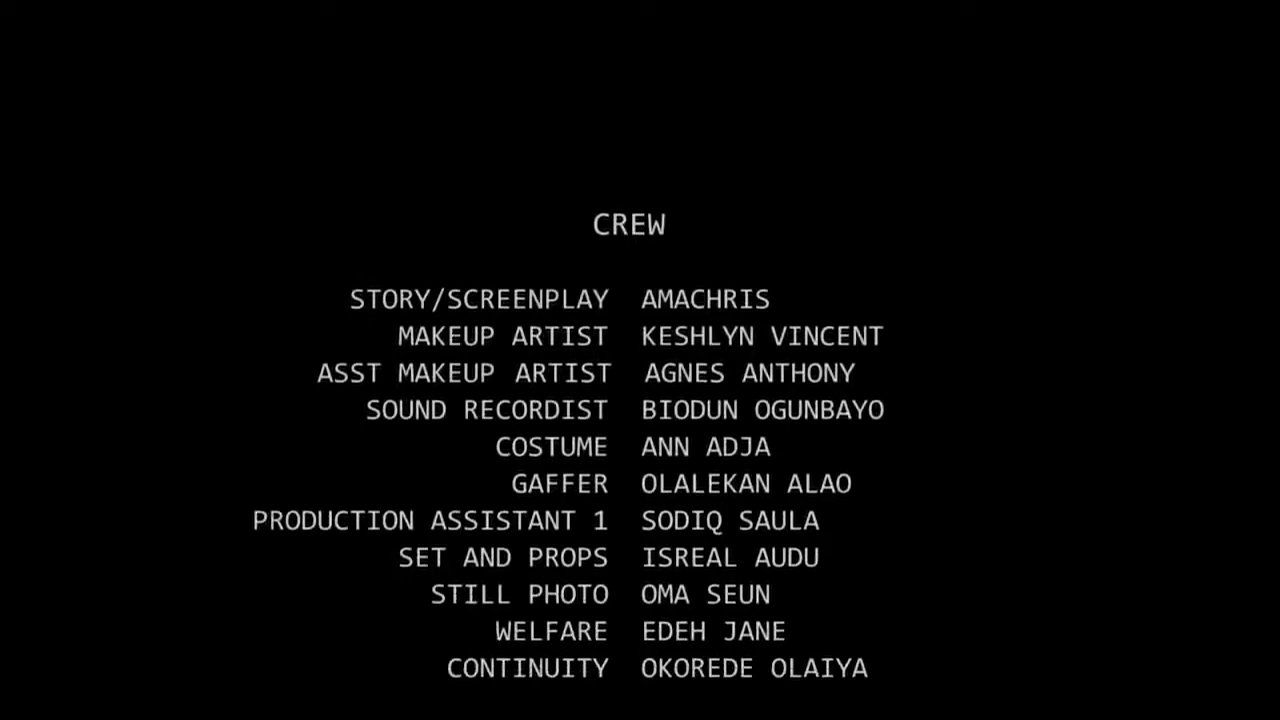 CREW
STORY/SCREENPLAY AMACHRIS
MAKEUP ARTIST KESHLYN VINCENT
ASST MAKEUP ARTIST AGNES ANTHONY
SOUND RECORDIST BIODUN OGUNBAYO
COSTUME ANN ADJA
GAFFER OLALEKAN ALAO
PRODUCTION ASSISTANT 1 SODIQ SAULA
SET AND PROPS ISREAL AUDU
STILL PHOTO OMA SEUN
WELFARE EDEH JANE
CONTINUITY OKOREDE OLAIYA